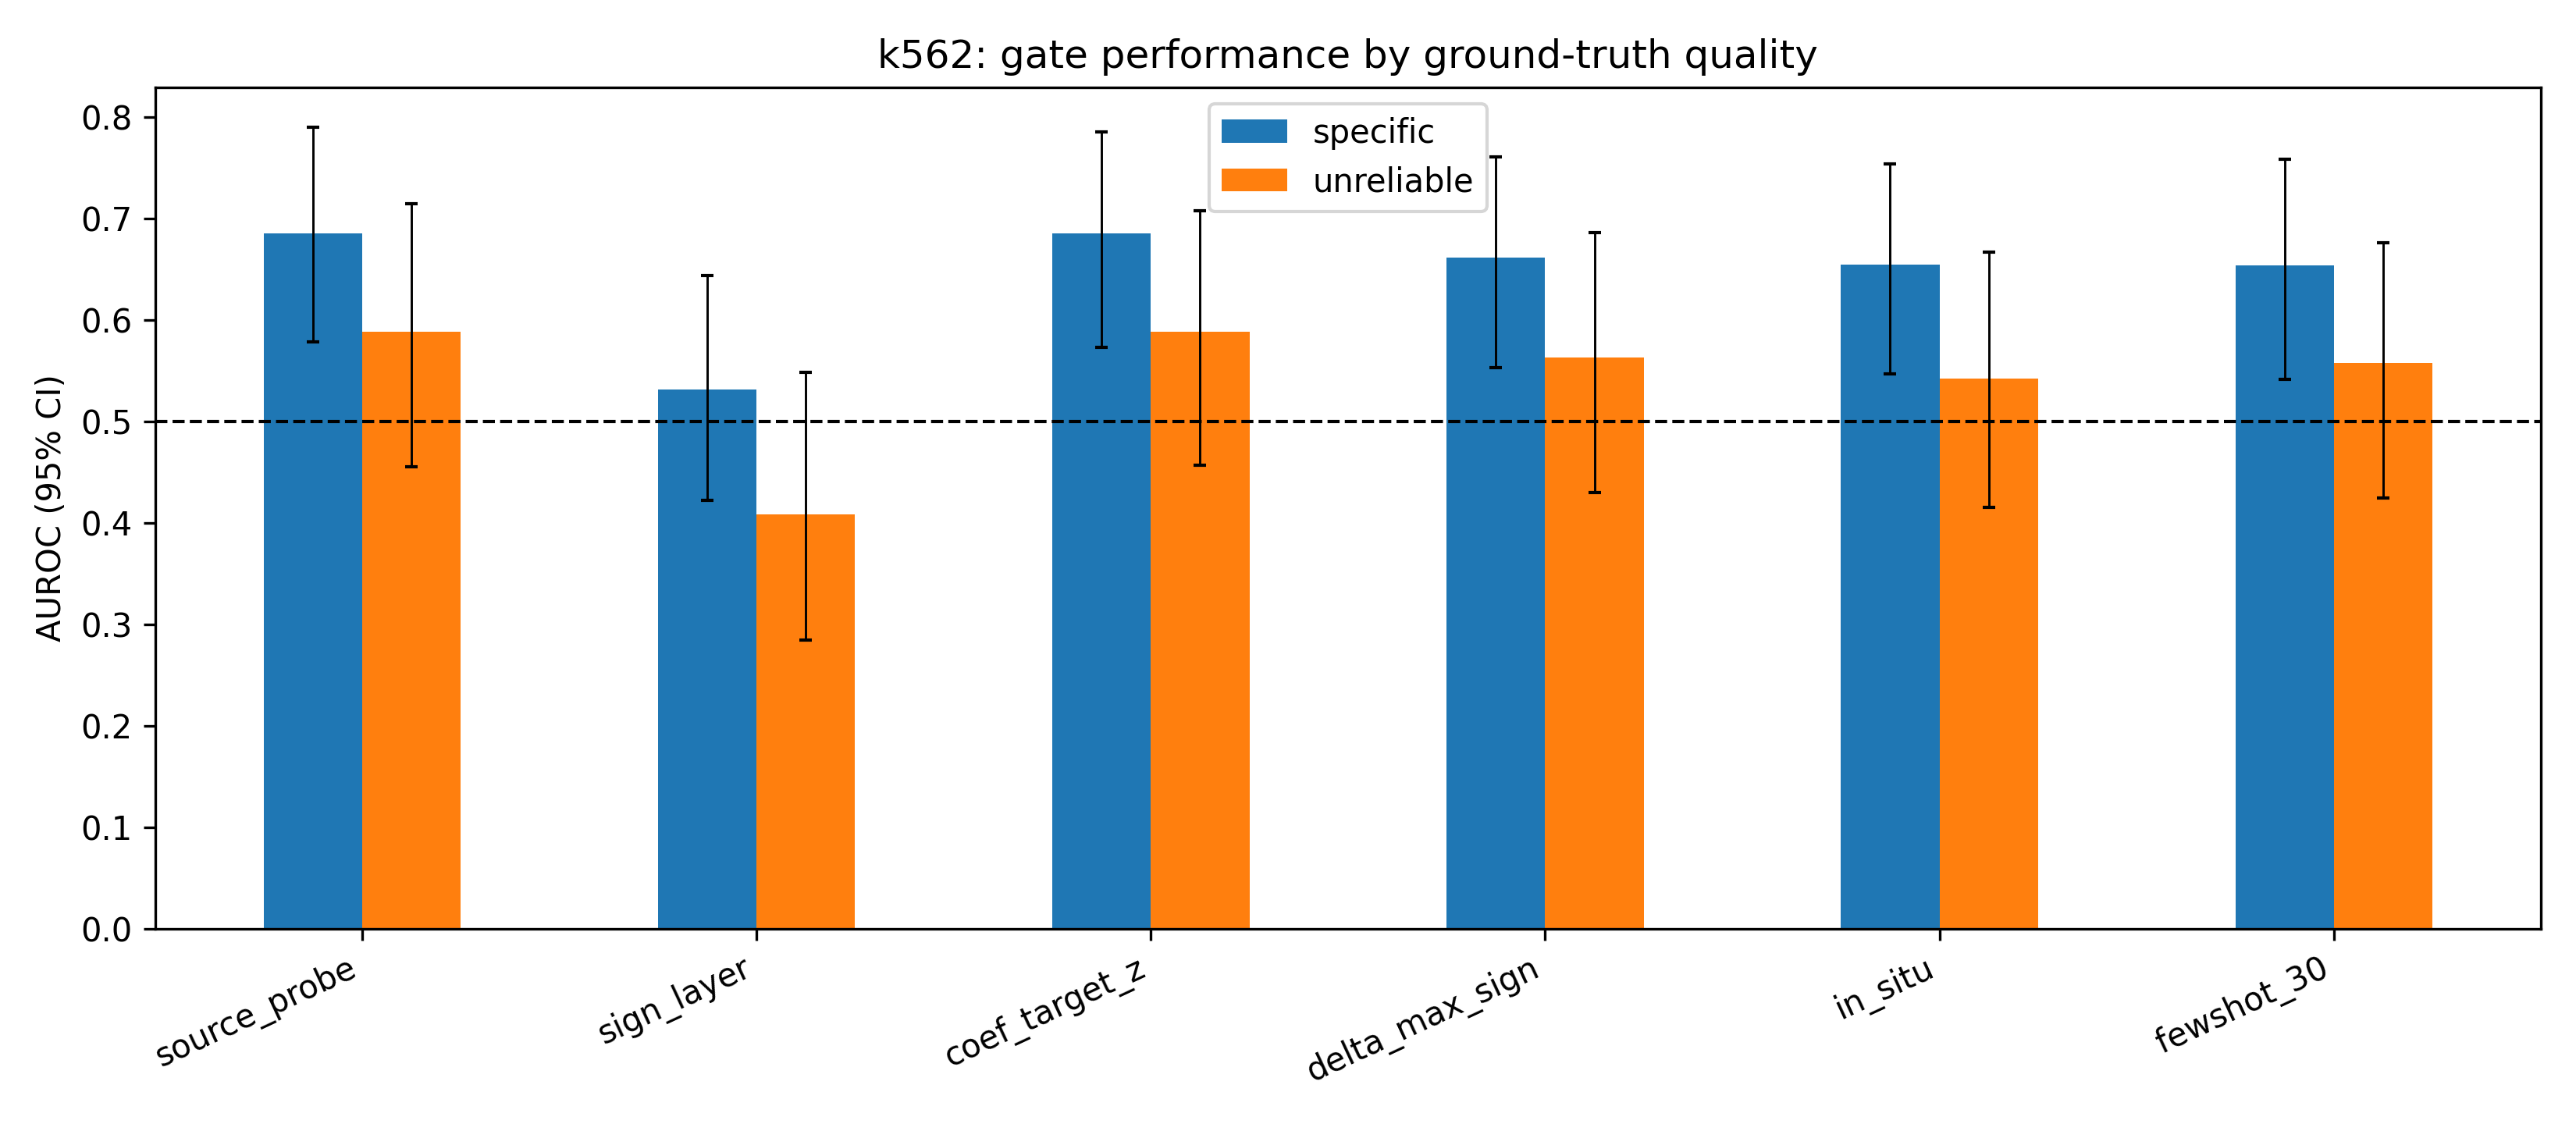 k562: gate performance by ground-truth quality
specific
unreliable
AUROC (95% CI)
0.8
0.7
0.6
0.5
0.4
0.3
0.2
0.1
0.0
source_probe
sign_layer
coef_target_z
delta_max_sign
in_situ
fewshot_30